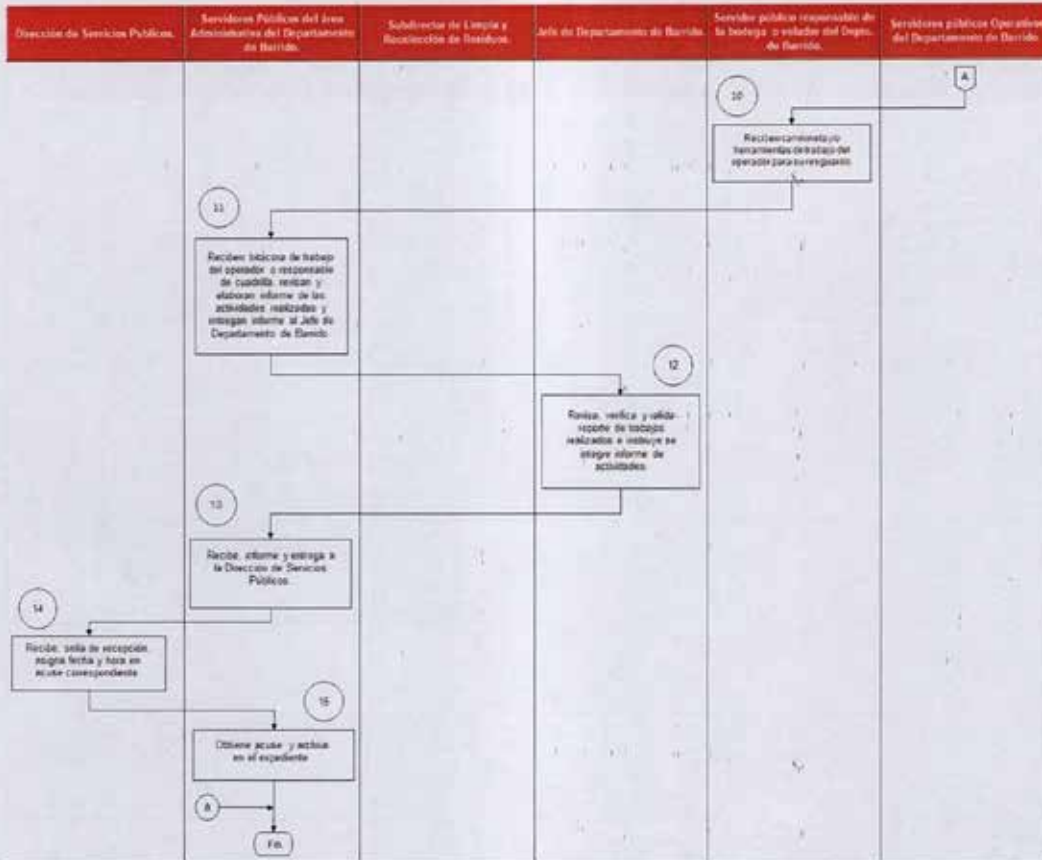 Dirección de Servicios Publicos.
Servidores Públicos del área
Administrativa del Departamento
de Barrido.
Subdirector de Limpia y
Recolección de Residuos.
Jefe de Departamento de Barrido.
Servidor público responsable de
la bodega o velador del Depto.
de Barrido.
Servidores públicos Operativos
del Departamento de Barrido
A
10
Reciben camioneta y/o
herramientas de trabajo del
operador para su resguardo
11
Reciben bitácora de trabajo
del operador o responsable
de cuadrilla, revisan y
elaboran informe de las
actividades realizadas y
entregan informe al Jefe de
Departamento de Barrido
12
Revisa, verifica y valida
reporte de trabajos
realizados e instruye se
integre informe de
actividades.
13
Recibe, informe y entrega a
la Dirección de Servicios
Públicos
14
Recibe, sella de recepción,
asigna fecha y hora en
acuse correspondiente
15
Obtiene acuse y archiva
en el expediente
A
Fin.